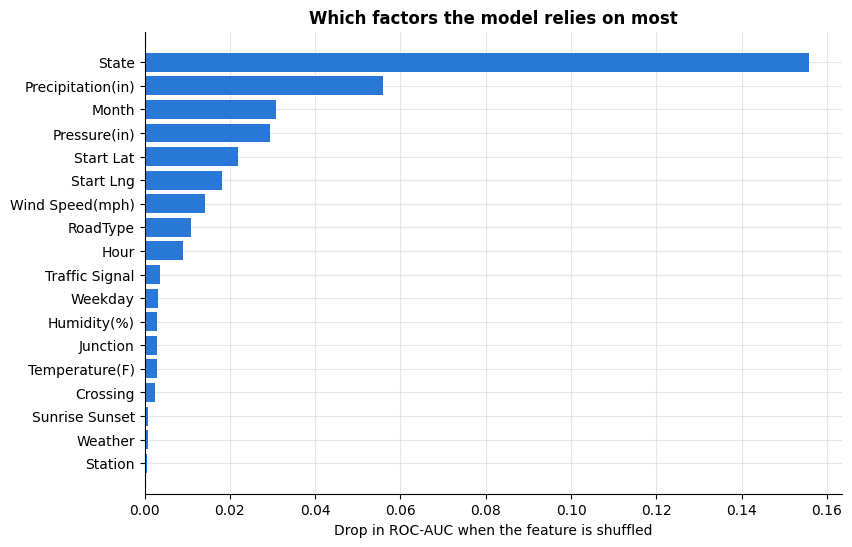 Which factors the model relies on most
State
Precipitation(in)
Month
Pressure(in)
Start Lat
Start Lng
Wind Speed(mph)
RoadType
Hour
Traffic Signal
Weekday
Humidity(%)
Junction
Temperature(F)
Crossing
Sunrise Sunset
Weather
Station
0.00 0.02 0.04 0.06 0.08 0.10 0.12 0.14 0.16
Drop in ROC-AUC when the feature is shuffled